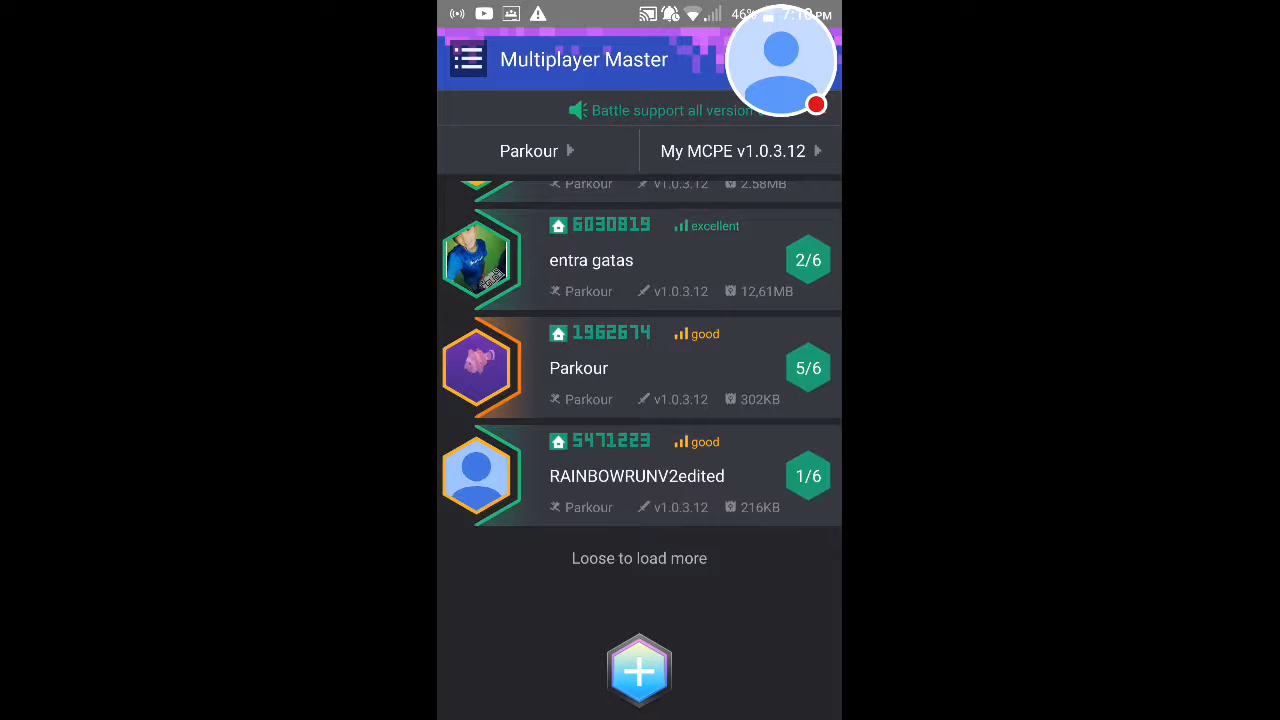 46%
PM
Multiplayer Master
Battle support all version
Parkour
My MCPE v1.0.3.12
Parkour v1.0.3.12 2.58MB
6030819 excellent
entra gatas
2/6
Parkour v1.0.3.12 12,61MB
1962674 good
Parkour
5/6
Parkour v1.0.3.12 302KB
5471223 good
RAINBOWRUNV2edited
1/6
Parkour v1.0.3.12 216KB
Loose to load more